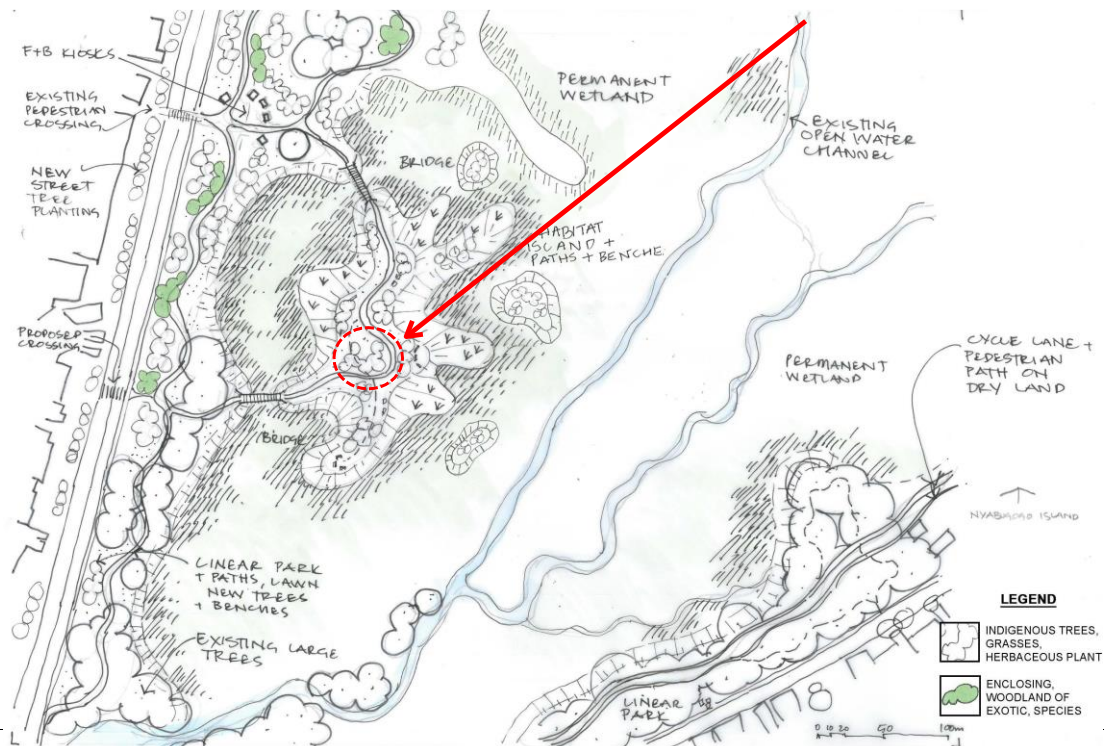 F+B KIOSKS
EXISTING
PEDESTRIAN
CROSSING
NEW
STREET
TREE
PLANTING
PROPOSED
CROSSING
BRIDGE
PERMANENT
WETLAND
EXISTING
OPEN WATER
CHANNEL
HABITAT
ISLAND +
PATHS + BENCHE
BRIDGE
PERMANENT
WETLAND
CYCLE LANE +
PEDESTRIAN
PATH ON
DRY LAND
ISLAND
LINEAR PARK
+ PATHS, LAWN
NEW TREES
+ BENCHES
EXISTING LARGE
TREES
LINEAR
PARK
LEGEND
INDIGENOUS TREES,
GRASSES,
HERBACEOUS PLANT
ENCLOSING,
WOODLAND OF
EXOTIC, SPECIES
0 10 20 50 100m